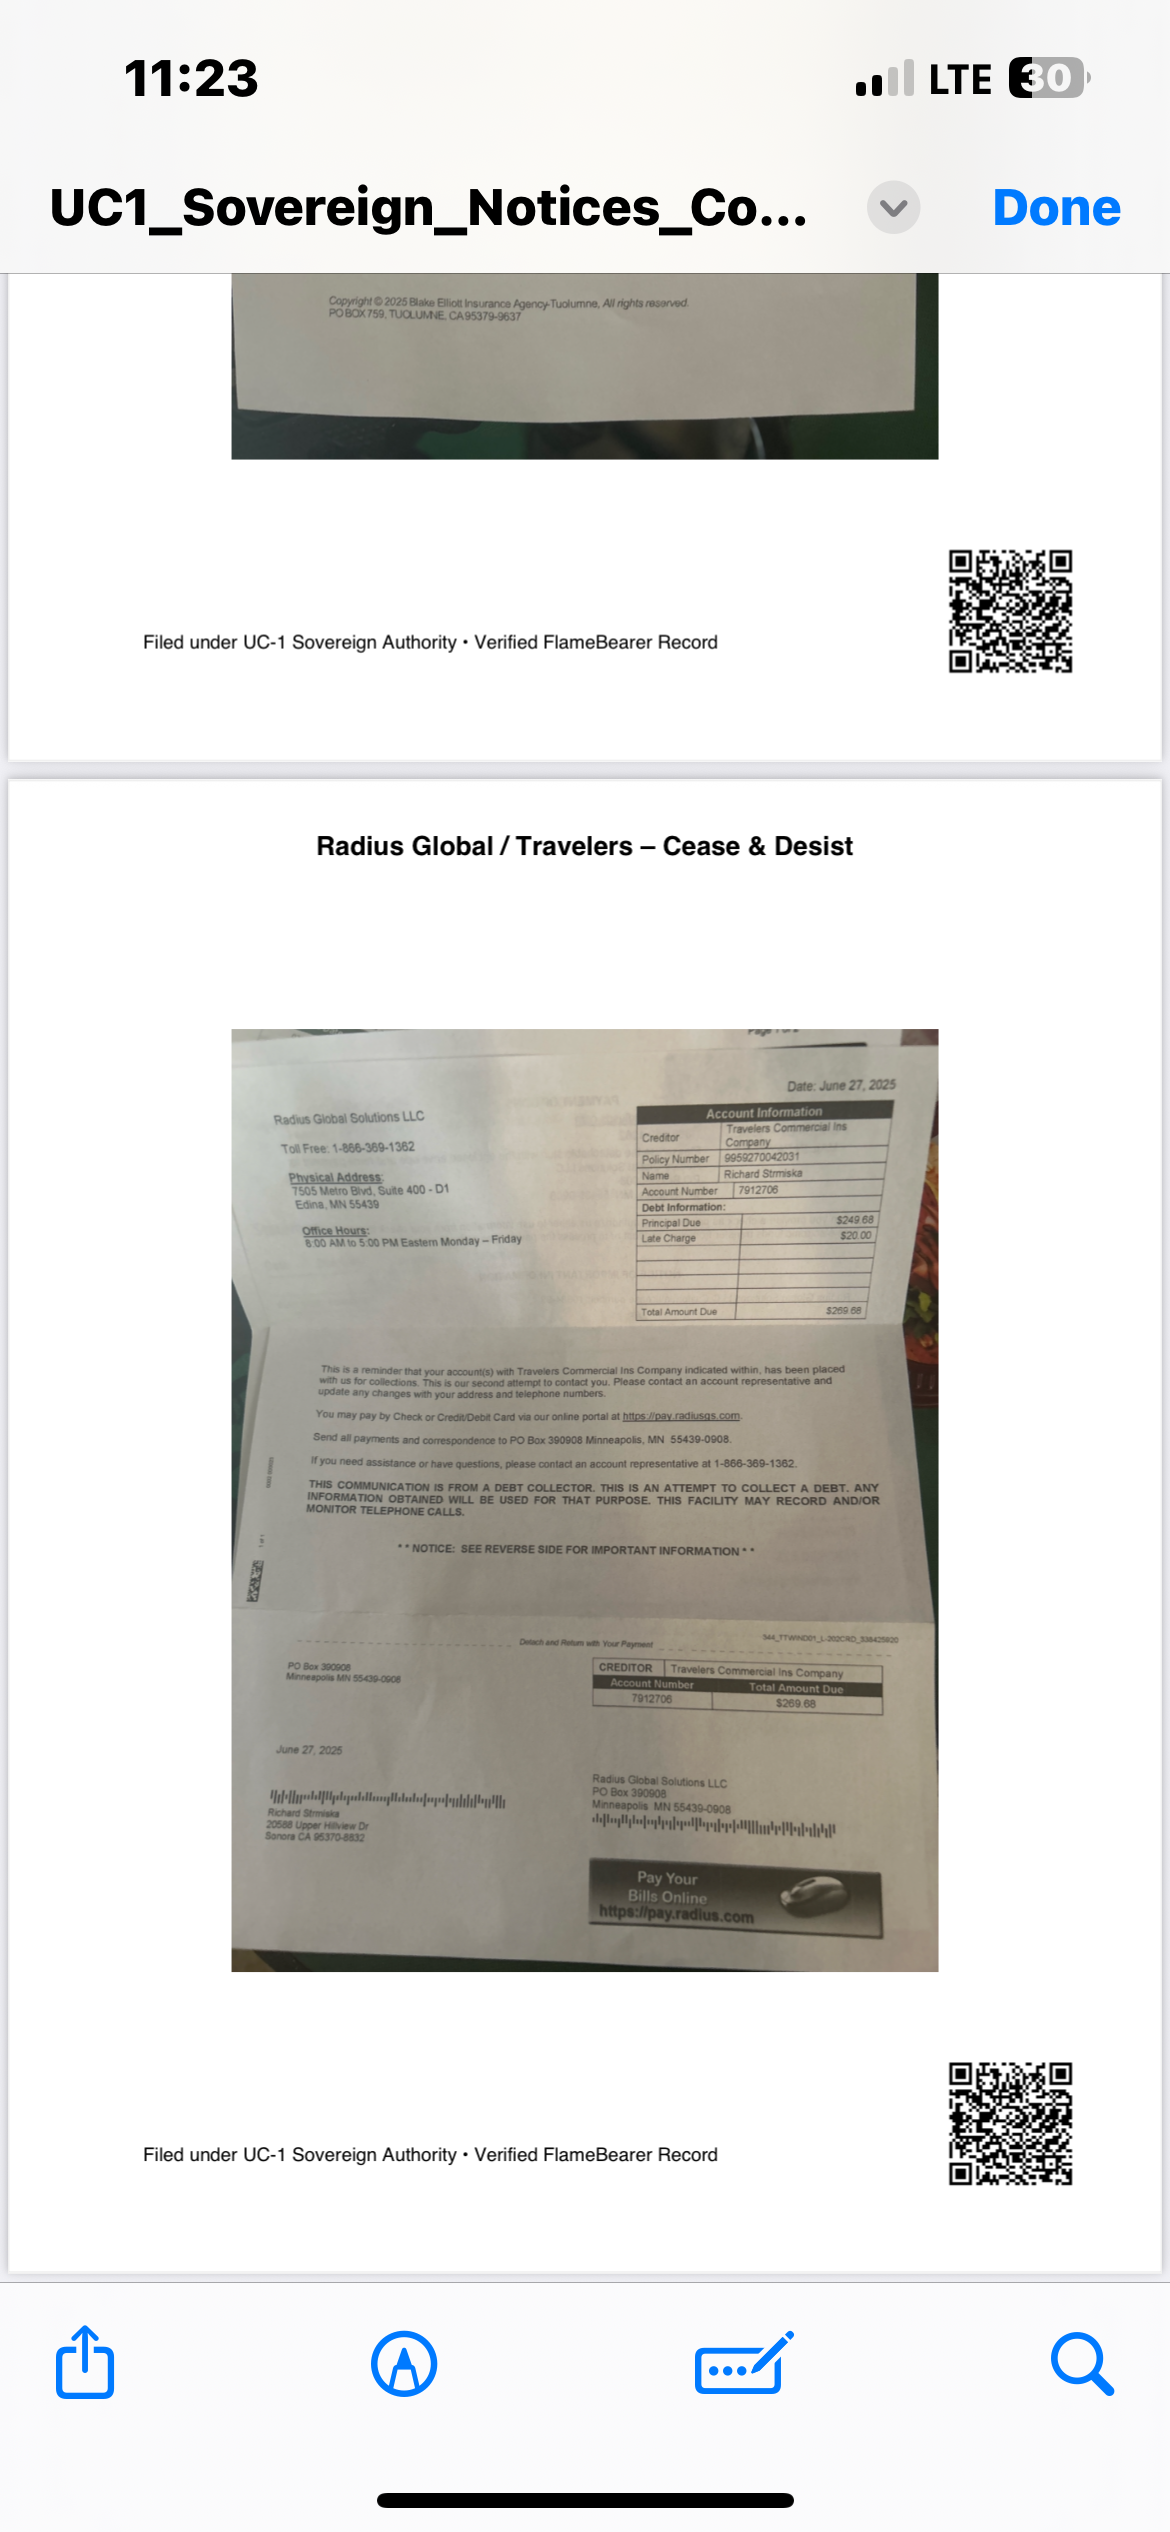 11:23
LTE 30
UC1_Sovereign_Notices_Co...
Done
Copyright © 2025 Blake Elliott Insurance Agency-Tuolumne, All rights reserved.
PO BOX 759, TUOLUMNE, CA 95379-9637
Filed under UC-1 Sovereign Authority • Verified FlameBearer Record
Radius Global / Travelers – Cease & Desist
Date: June 27, 2025
Radius Global Solutions LLC
Toll Free: 1-866-369-1362
Physical Address:
7505 Metro Blvd, Suite 400 - D1
Edina, MN 55439
Office Hours:
8:00 AM to 5:00 PM Eastern Monday – Friday
Account Information
Creditor Travelers Commercial Ins Company
Policy Number 9959270042031
Name Richard Strmiska
Account Number 7912706
Debt Information:
Principal Due $249.68
Late Charge $20.00
Total Amount Due $269.68
This is a reminder that your account(s) with Travelers Commercial Ins Company indicated within, has been placed
with us for collections. This is our second attempt to contact you. Please contact an account representative and
update any changes with your address and telephone numbers.
You may pay by Check or Credit/Debit Card via our online portal at https://pay.radiusgs.com.
Send all payments and correspondence to PO Box 390908 Minneapolis, MN 55439-0908.
If you need assistance or have questions, please contact an account representative at 1-866-369-1362.
THIS COMMUNICATION IS FROM A DEBT COLLECTOR. THIS IS AN ATTEMPT TO COLLECT A DEBT. ANY
INFORMATION OBTAINED WILL BE USED FOR THAT PURPOSE. THIS FACILITY MAY RECORD AND/OR
MONITOR TELEPHONE CALLS.
** NOTICE: SEE REVERSE SIDE FOR IMPORTANT INFORMATION **
1 of 1
Detach and Return with Your Payment
PO Box 390908
Minneapolis MN 55439-0908
CREDITOR Travelers Commercial Ins Company
Account Number Total Amount Due
7912706 $269.68
June 27, 2025
Richard Strmiska
20588 Upper Hillview Dr
Sonora CA 95370-8832
Radius Global Solutions LLC
PO Box 390908
Minneapolis MN 55439-0908
Pay Your
Bills Online
https://pay.radius.com
Filed under UC-1 Sovereign Authority • Verified FlameBearer Record